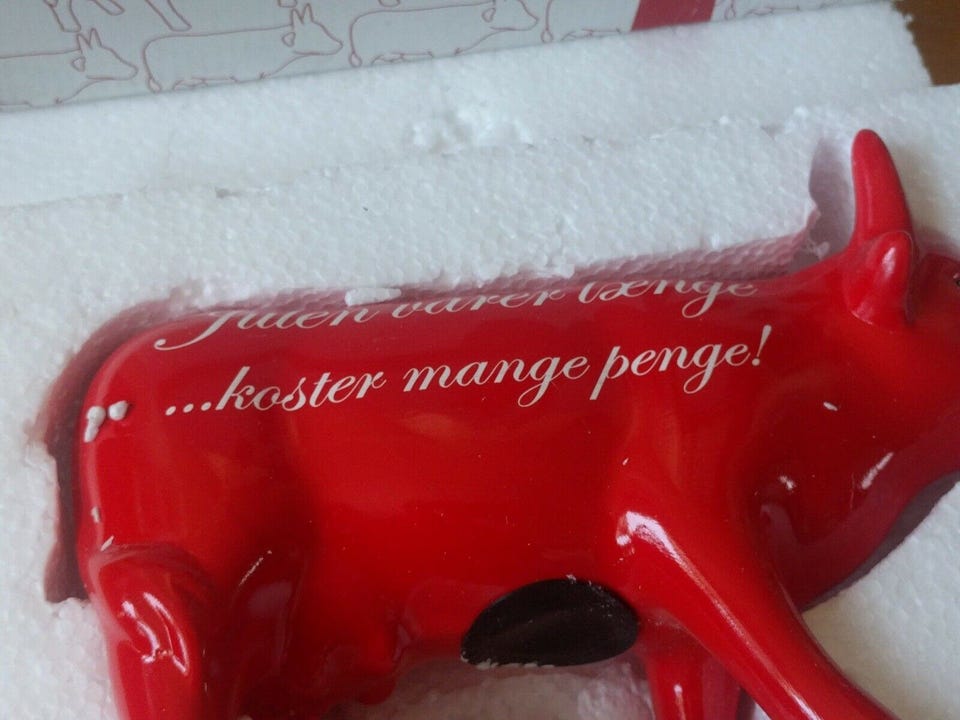 Julen varer længe
...koster mange penge!